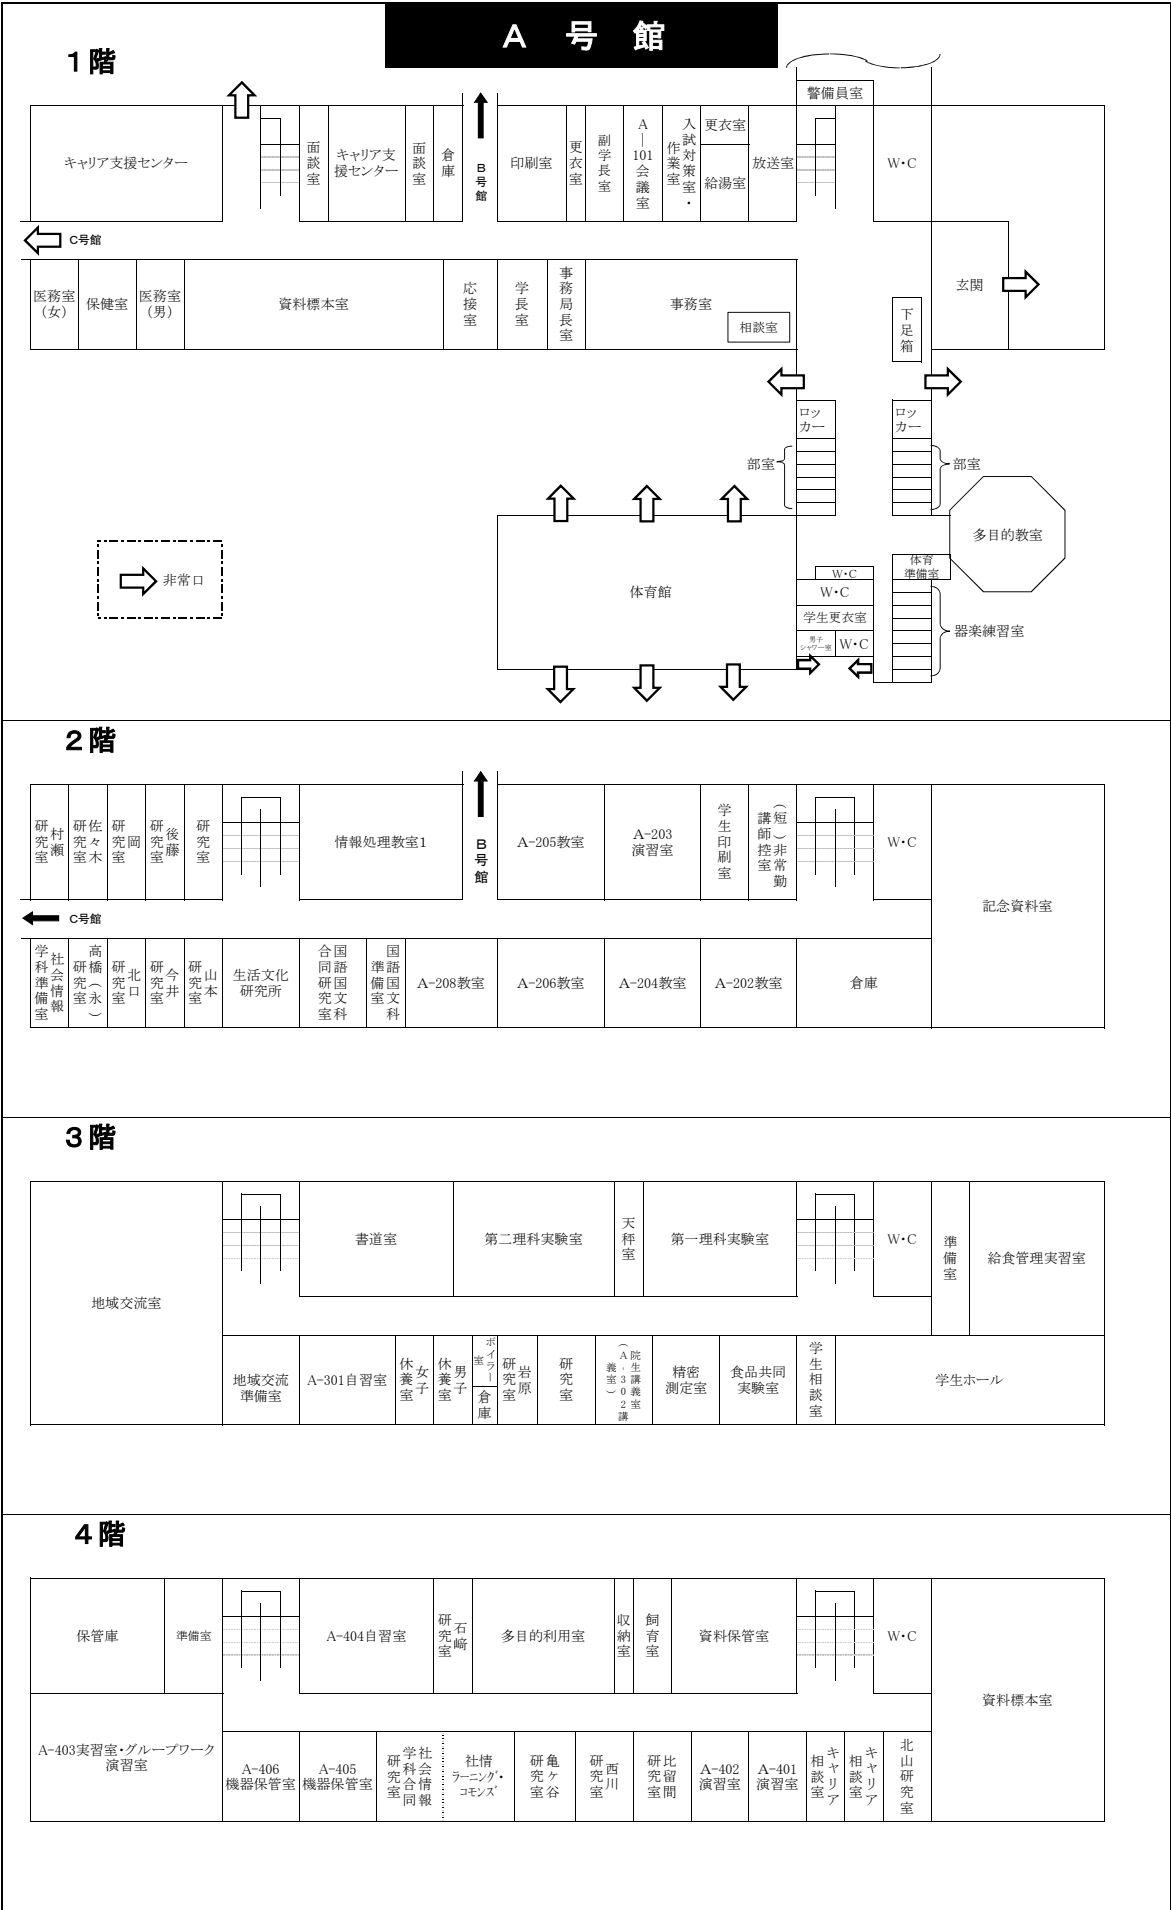 A 号 館
1階
警備員室
キャリア支援センター
面談室
キャリア支
援センター
面談室
倉庫
B号館
印刷室
更衣室
副学長室
A—101会議室
入試対策室・
作業室
更衣室
給湯室
放送室
W・C
C号館
医務室
(女)
保健室
医務室
(男)
資料標本室
応接室
学長室
事務局長室
事務室
相談室
玄関
下足箱
ロッ
カー
ロッ
カー
部室
部室
多目的教室
体育
準備室
体育館
W・C
W・C
学生更衣室
男子
シャワー室
W・C
器楽練習室
非常口
2階
村瀬
研究室
佐々木
研究室
岡
研究室
後藤
研究室
研究室
情報処理教室1
B号館
A-205教室
A-203
演習室
学生印刷室
(短)非常勤
講師控室
W・C
記念資料室
C号館
社会情報
学科準備室
高橋(永)
研究室
北口
研究室
今井
研究室
山本
研究室
生活文化
研究所
国語国文科
合同研究室
国語国文科
準備室
A-208教室
A-206教室
A-204教室
A-202教室
倉庫
3階
地域交流室
書道室
第二理科実験室
天秤室
第一理科実験室
W・C
準備室
給食管理実習室
地域交流
準備室
A-301自習室
女子
休養室
男子
休養室
ボイラー
室
倉庫
岩原
研究室
研究室
院生講義室
(A-302講
義室)
精密
測定室
食品共同
実験室
学生相談室
学生ホール
4階
保管庫
準備室
A-404自習室
石﨑
研究室
多目的利用室
収納室
飼育室
資料保管室
W・C
資料標本室
A-403実習室・グループワーク
演習室
A-406
機器保管室
A-405
機器保管室
社会情報
学科合同
研究室
社情
ラーニング・
コモンズ
亀ヶ谷
研究室
西川
研究室
比留間
研究室
A-402
演習室
A-401
演習室
キャリア
相談室
キャリア
相談室
北山研究室